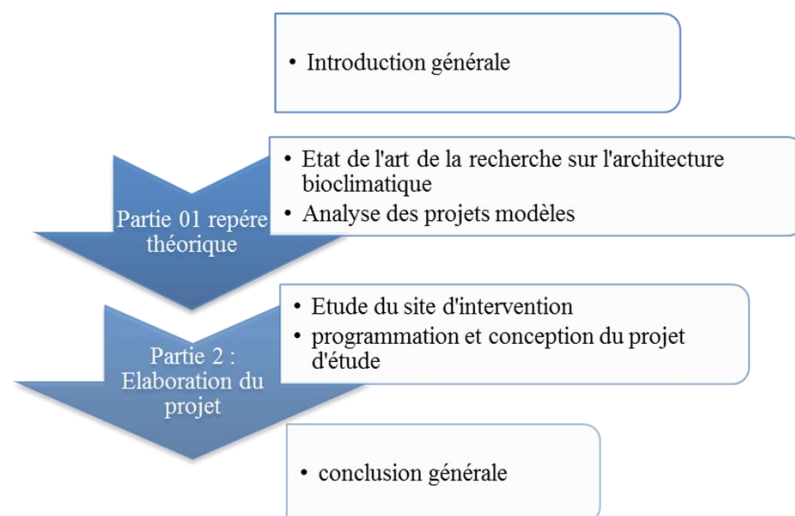 • Introduction générale
Partie 01 repére
théorique
• Etat de l'art de la recherche sur l'architecture
bioclimatique
• Analyse des projets modèles
Partie 2 :
Elaboration du
projet
• Etude du site d'intervention
• programmation et conception du projet
d'étude
• conclusion générale